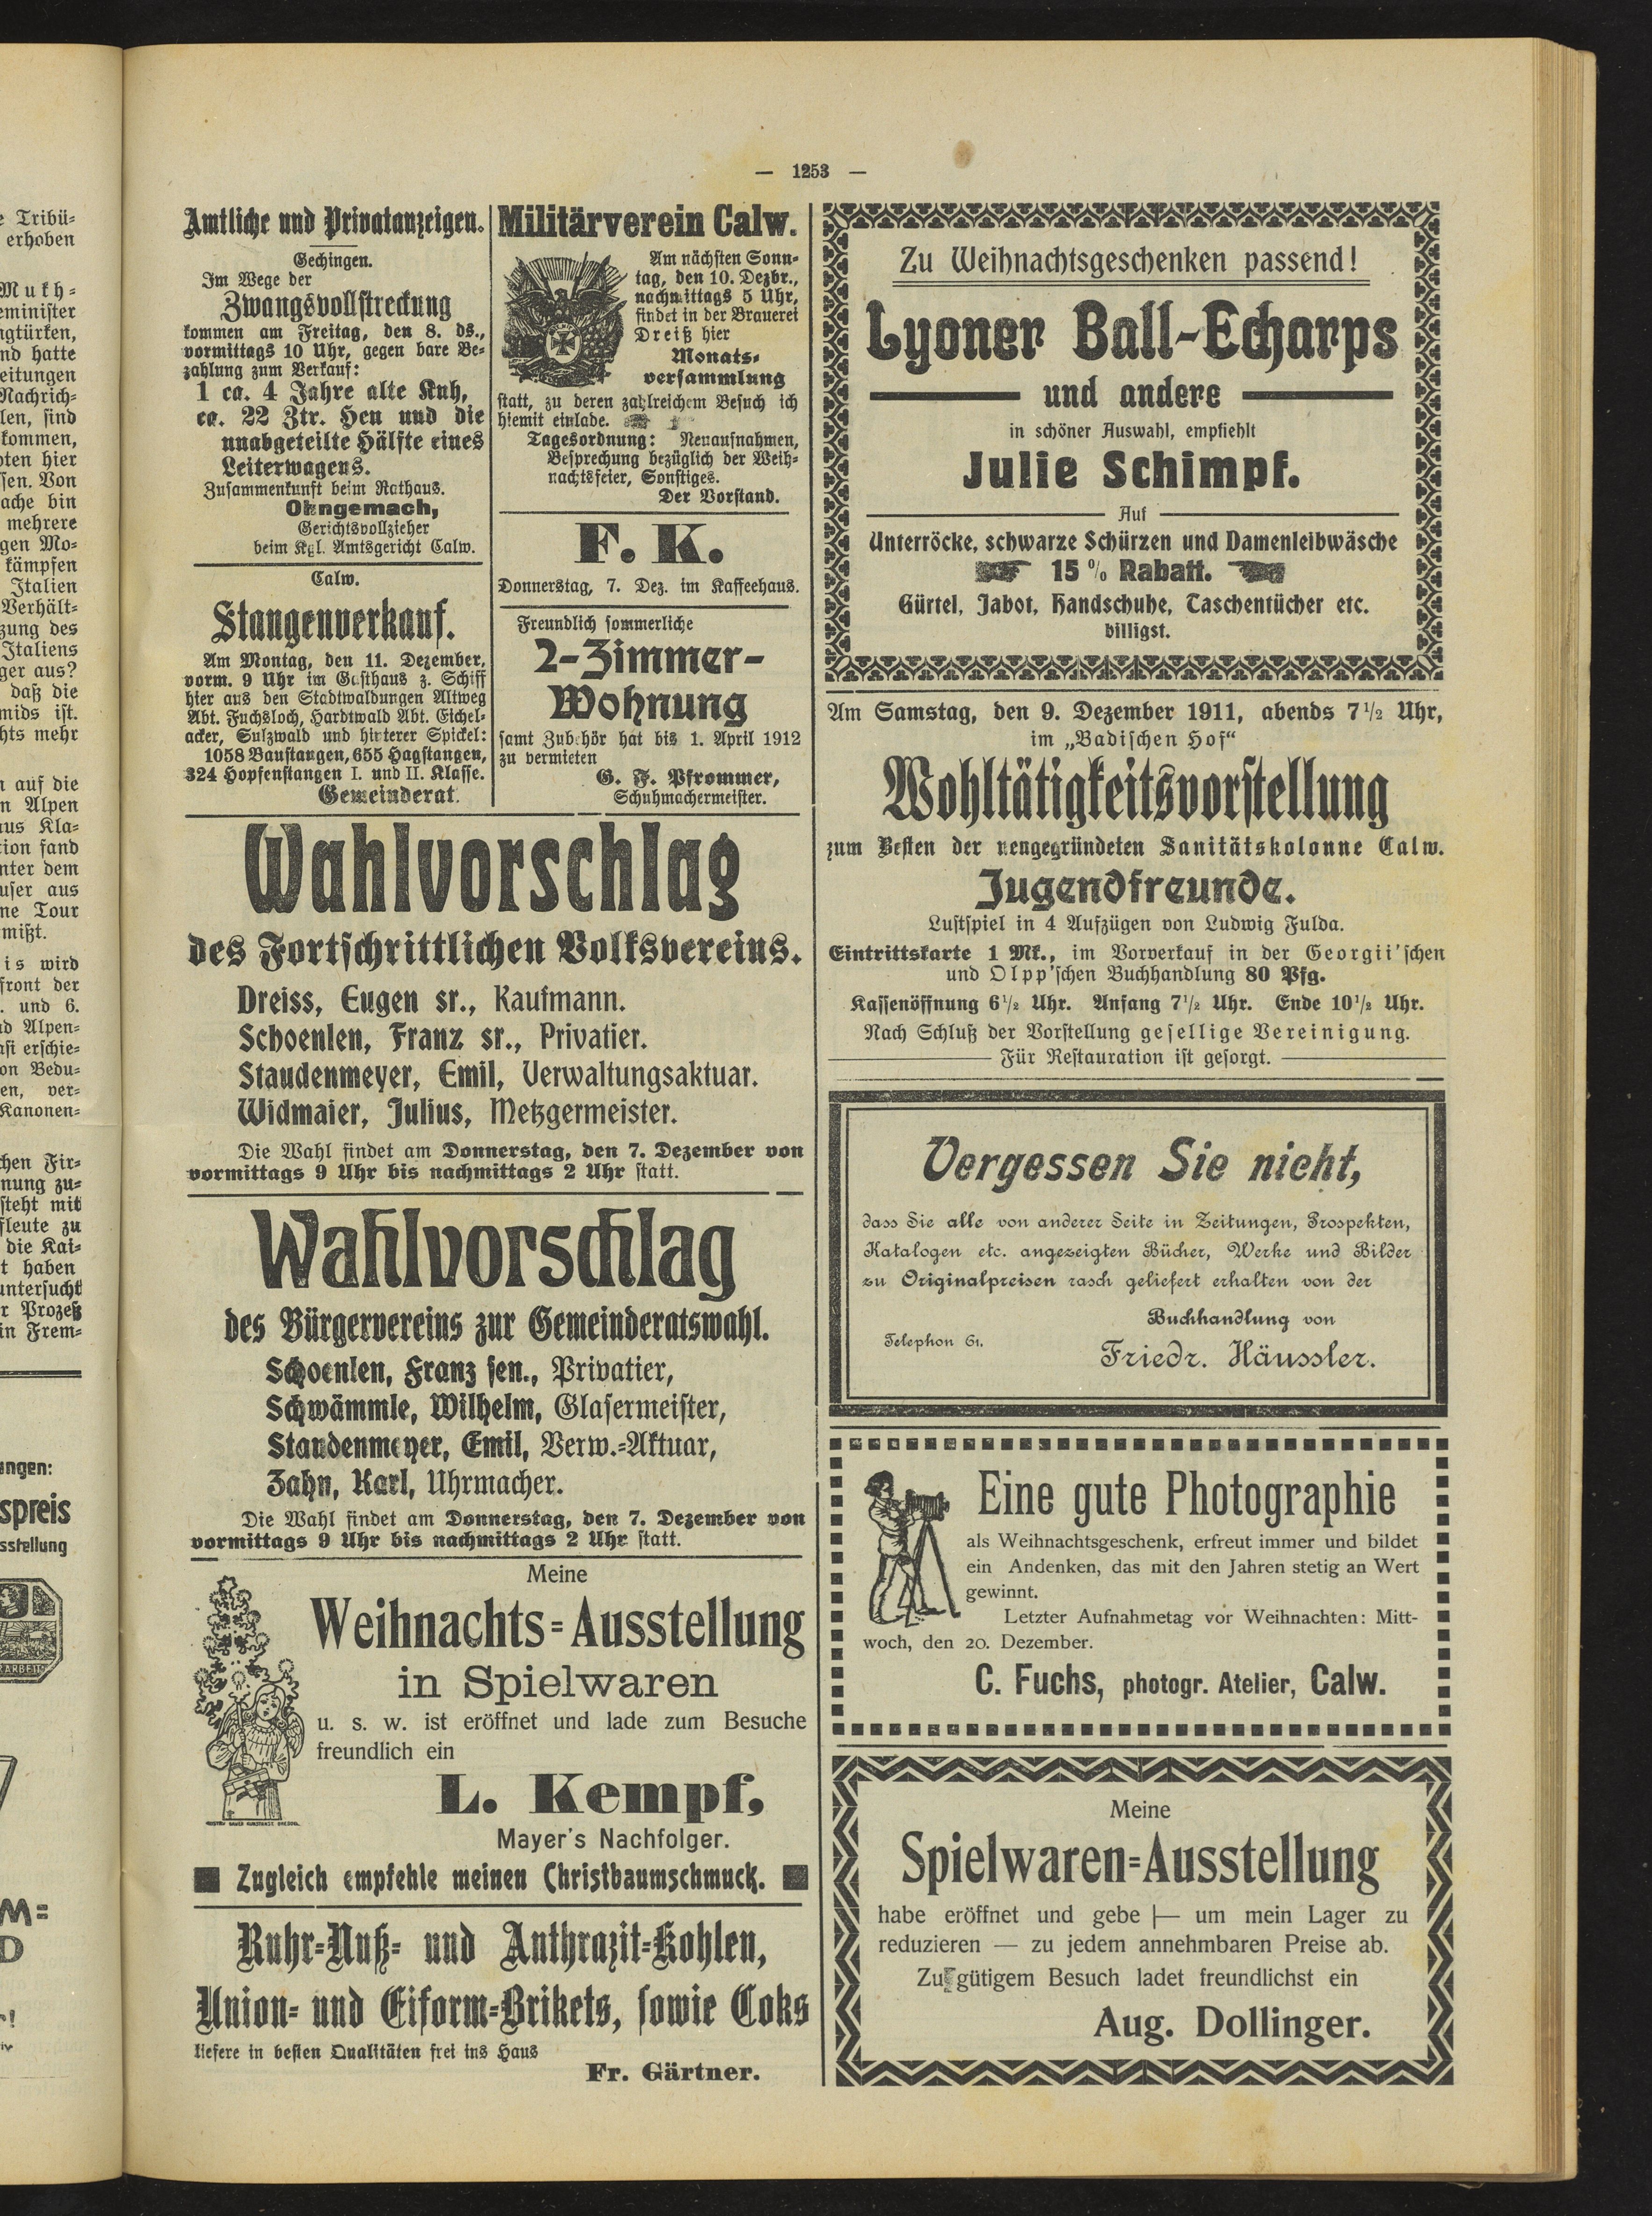 — 1253 —
Amtliche und Privatanzeigen.
Gechingen.
Im Wege der
Zwangsvollstreckung
kommen am Freitag, den 8. ds.,
vormittags 10 Uhr, gegen bare Be-
zahlung zum Verkauf:
1 ca. 4 Jahre alte Kuh,
ca. 22 Ztr. Heu und die
unabgeteilte Hälfte eines
Leiterwagens.
Zusammenkunft beim Rathaus.
Ohngemach,
Gerichtsvollzieher
beim Kgl. Amtsgericht Calw.
Calw.
Stangenverkauf.
Am Montag, den 11. Dezember,
vorm. 9 Uhr im Gasthaus z. Schiff
hier aus den Stadtwaldungen Altweg
Abt. Fuchsloch, Hardtwald Abt. Eichel-
acker, Sulzwald und hinterer Spickel:
1058 Baustangen, 655 Hagstangen,
324 Hopfenstangen I. und II. Klasse.
Gemeinderat.
Militärverein Calw.
Am nächsten Sonn-
tag, den 10. Dezbr.,
nachmittags 5 Uhr,
findet in der Brauerei
Dreiß hier
Monats-
versammlung
statt, zu deren zahlreichem Besuch ich
hiemit einlade.
Tagesordnung: Neuaufnahmen,
Besprechung bezüglich der Weih-
nachtsfeier, Sonstiges.
Der Vorstand.
F. K.
Donnerstag, 7. Dez. im Kaffeehaus.
Freundlich sommerliche
2-Zimmer-
Wohnung
samt Zubehör hat bis 1. April 1912
zu vermieten
G. F. Pfrommer,
Schuhmachermeister.
Wahlvorschlag
des Fortschrittlichen Volksvereins.
Dreiss, Eugen sr., Kaufmann.
Schoenlen, Franz sr., Privatier.
Staudenmeyer, Emil, Verwaltungsaktuar.
Widmaier, Julius, Metzgermeister.
Die Wahl findet am Donnerstag, den 7. Dezember von
vormittags 9 Uhr bis nachmittags 2 Uhr statt.
Wahlvorschlag
des Bürgervereins zur Gemeinderatswahl.
Schoenlen, Franz sen., Privatier,
Schwämmle, Wilhelm, Glasermeister,
Staudenmeyer, Emil, Verw.-Aktuar,
Zahn, Karl, Uhrmacher.
Die Wahl findet am Donnerstag, den 7. Dezember von
vormittags 9 Uhr bis nachmittags 2 Uhr statt.
Meine
Weihnachts-Ausstellung
in Spielwaren
u. s. w. ist eröffnet und lade zum Besuche
freundlich ein
L. Kempf,
Mayer's Nachfolger.
Zugleich empfehle meinen Christbaumschmuck.
Ruhr-Nuß- und Anthrazit-Kohlen,
Union- und Eiform-Brikets, sowie Coks
liefere in besten Qualitäten frei ins Haus
Fr. Gärtner.
Zu Weihnachtsgeschenken passend!
Lyoner Ball-Echarps
und andere
in schöner Auswahl, empfiehlt
Julie Schimpf.
Auf
Unterröcke, schwarze Schürzen und Damenleibwäsche
15 % Rabatt.
Gürtel, Jabot, Handschuhe, Taschentücher etc.
billigst.
Am Samstag, den 9. Dezember 1911, abends 7 1/2 Uhr,
im „Badischen Hof“
Wohltätigkeitsvorstellung
zum Besten der neugegründeten Sanitätskolonne Calw.
Jugendfreunde.
Lustspiel in 4 Aufzügen von Ludwig Fulda.
Eintrittskarte 1 Mk., im Vorverkauf in der Georgii'schen
und Olpp'schen Buchhandlung 80 Pfg.
Kassenöffnung 6 1/2 Uhr. Anfang 7 1/2 Uhr. Ende 10 1/2 Uhr.
Nach Schluß der Vorstellung gesellige Vereinigung.
Für Restauration ist gesorgt.
Vergessen Sie nicht,
dass Sie alle von anderer Seite in Zeitungen, Prospekten,
Katalogen etc. angezeigten Bücher, Werke und Bilder
zu Originalpreisen rasch geliefert erhalten von der
Buchhandlung von
Telephon 61.
Friedr. Häussler.
Eine gute Photographie
als Weihnachtsgeschenk, erfreut immer und bildet
ein Andenken, das mit den Jahren stetig an Wert
gewinnt.
Letzter Aufnahmetag vor Weihnachten: Mitt-
woch, den 20. Dezember.
C. Fuchs, photogr. Atelier, Calw.
Meine
Spielwaren-Ausstellung
habe eröffnet und gebe — um mein Lager zu
reduzieren — zu jedem annehmbaren Preise ab.
Zu gütigem Besuch ladet freundlichst ein
Aug. Dollinger.